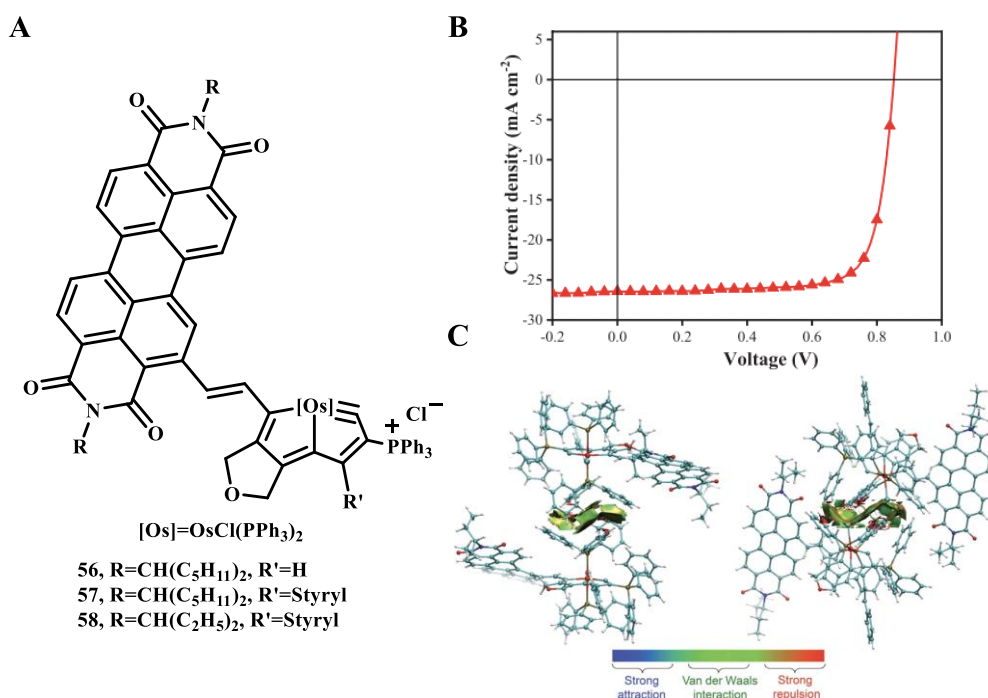 A
R
O
N
O
O
N
O
R
[Os]
+
Cl−
PPh3
O
R'
[Os]=OsCl(PPh3)2
56, R=CH(C5H11)2, R'=H
57, R=CH(C5H11)2, R'=Styryl
58, R=CH(C2H5)2, R'=Styryl
B
Current density (mA cm-2)
5
0
-5
-10
-15
-20
-25
-30
-0.2 0.0 0.2 0.4 0.6 0.8 1.0
Voltage (V)
C
Strong attraction
Van der Waals interaction
Strong repulsion